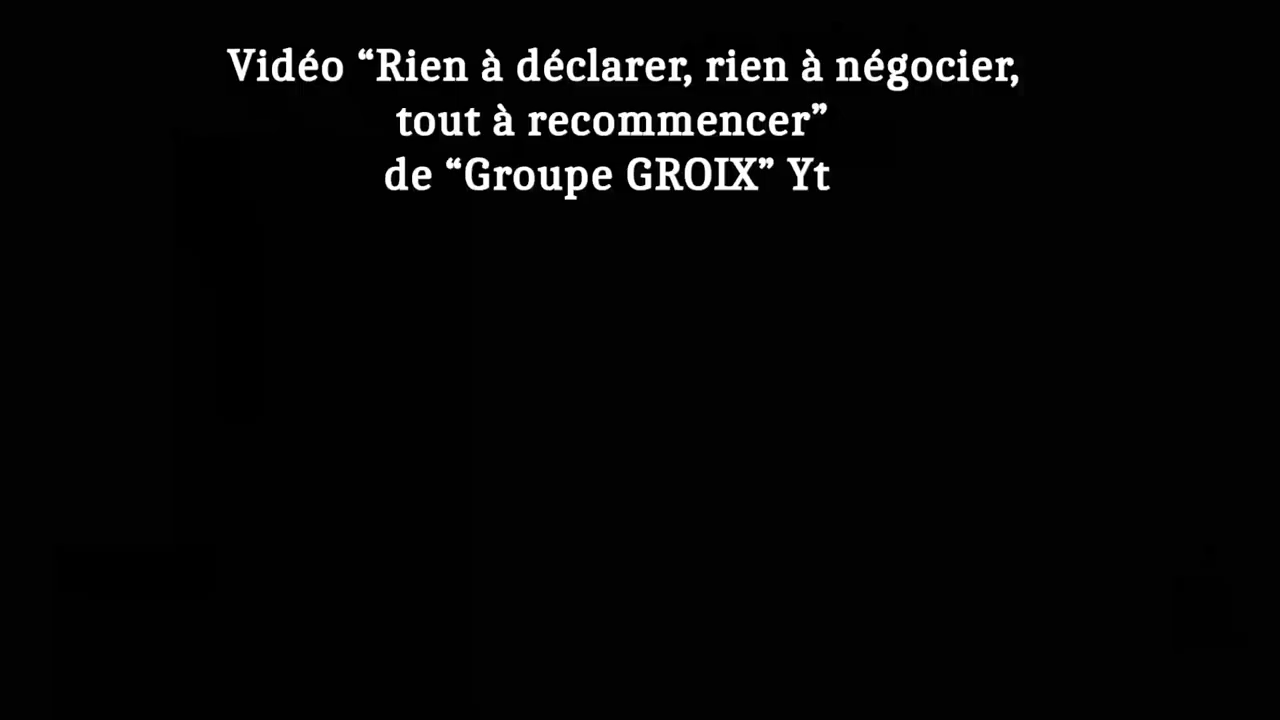 Vidéo “Rien à déclarer, rien à négocier,
tout à recommencer”
de “Groupe GROIX” Yt